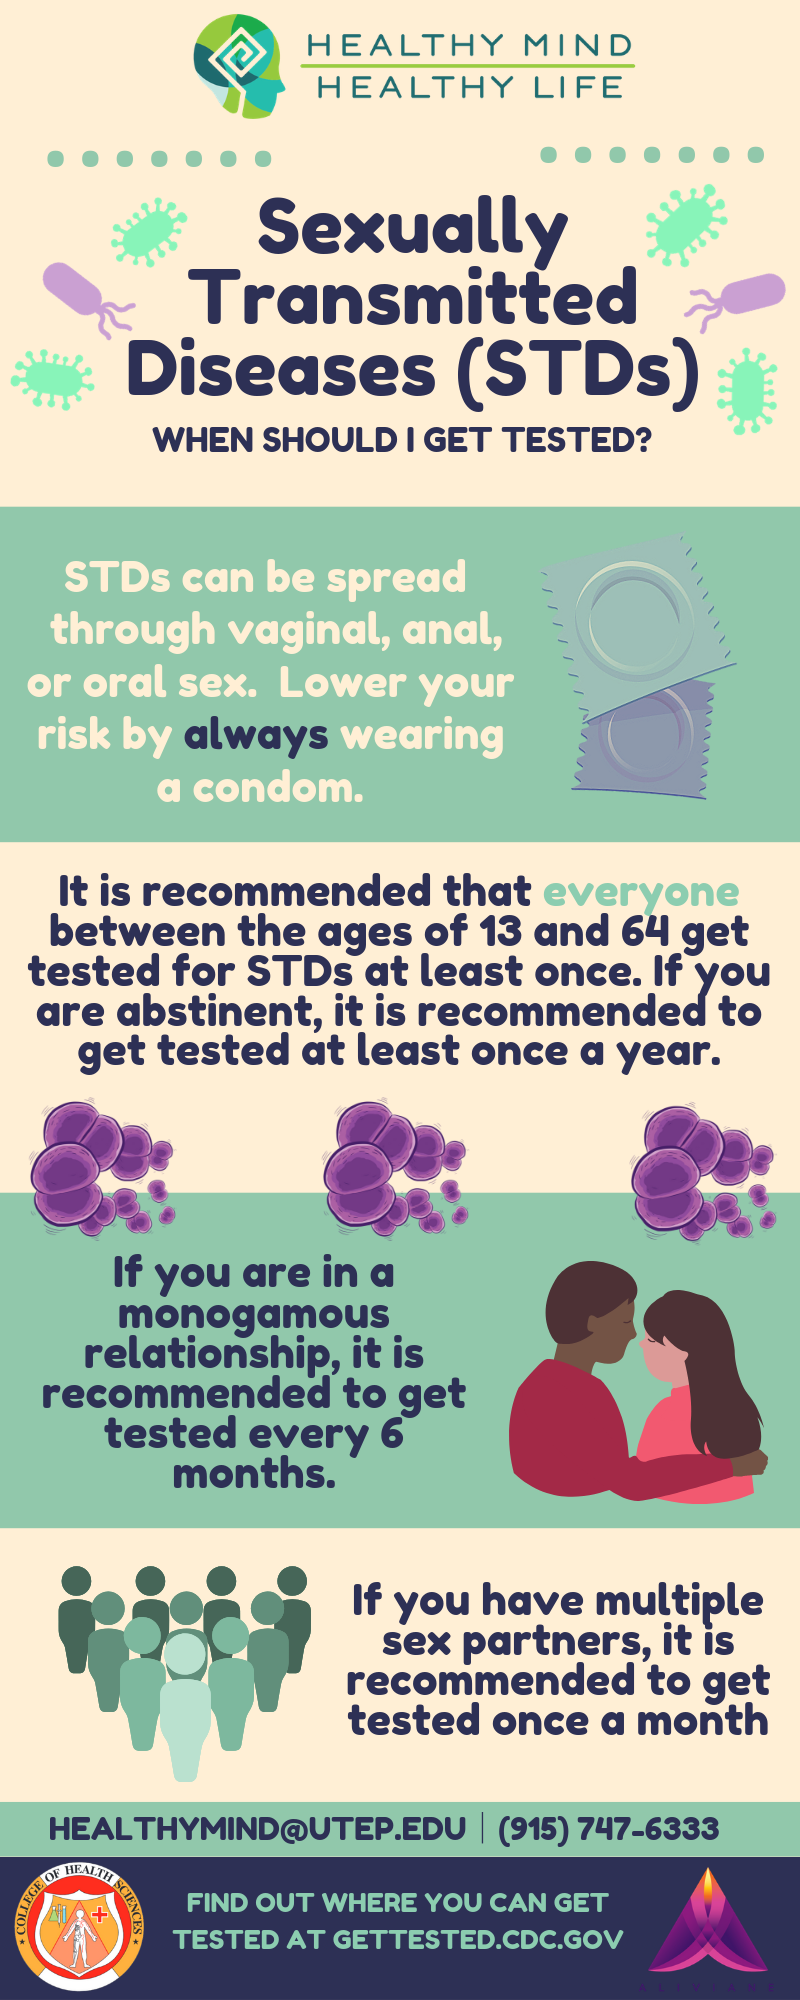 HEALTHY MIND
HEALTHY LIFE
Sexually
Transmitted
Diseases (STDs)
WHEN SHOULD I GET TESTED?
STDs can be spread
through vaginal, anal,
or oral sex. Lower your
risk by always wearing
a condom.
It is recommended that everyone
between the ages of 13 and 64 get
tested for STDs at least once. If you
are abstinent, it is recommended to
get tested at least once a year.
If you are in a
monogamous
relationship, it is
recommended to get
tested every 6
months.
If you have multiple
sex partners, it is
recommended to get
tested once a month
HEALTHYMIND@UTEP.EDU | (915) 747-6333
COLLEGE OF HEALTH SCIENCES
FIND OUT WHERE YOU CAN GET
TESTED AT GETTESTED.CDC.GOV
ALIVIANE